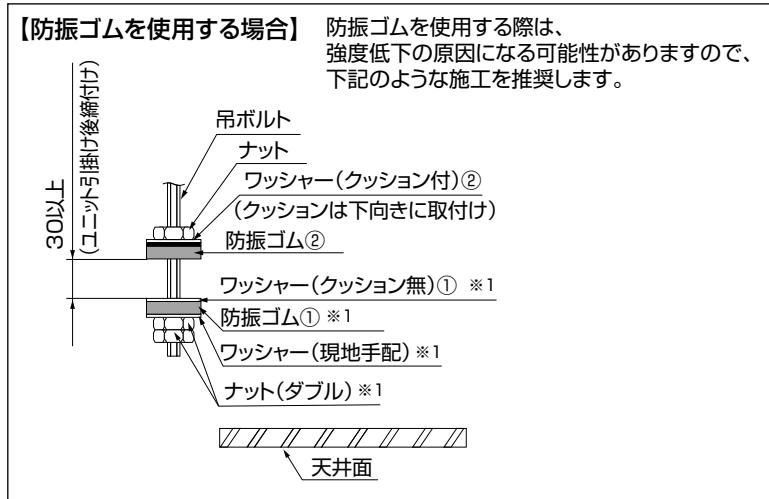 【防振ゴムを使用する場合】
防振ゴムを使用する際は、
強度低下の原因になる可能性がありますので、
下記のような施工を推奨します。
吊ボルト
ナット
ワッシャー(クッション付)②
(クッションは下向きに取付け)
防振ゴム②
30以上
(ユニット引掛け後締付け)
ワッシャー(クッション無)① ※1
防振ゴム① ※1
ワッシャー(現地手配) ※1
ナット(ダブル) ※1
天井面